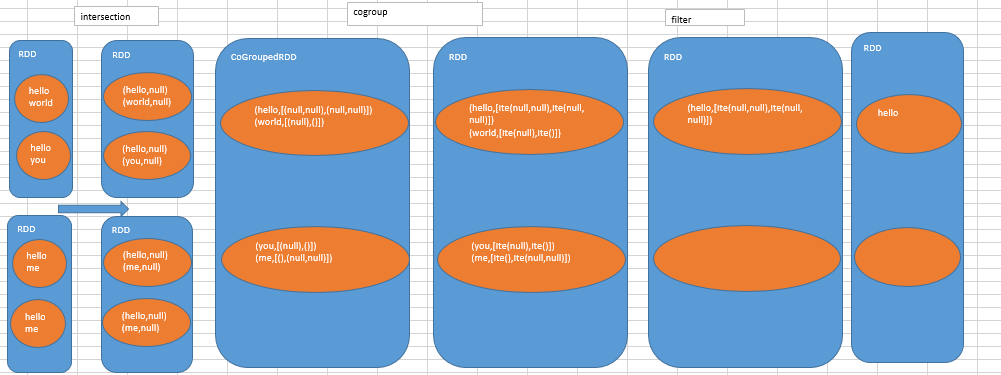 intersection
cogroup
filter
RDD
hello
world
hello
you
RDD
(hello,null)
(world,null)
(hello,null)
(you,null)
RDD
hello
me
hello
me
RDD
(hello,null)
(me,null)
(hello,null)
(me,null)
CoGroupedRDD
(hello,[(null,null),(null,null)])
(world,[(null),()])
(you,[(null),()])
(me,[(),(null,null)])
RDD
(hello,[Ite(null,null),Ite(null,
null)])
(world,[Ite(null),Ite()])
(you,[Ite(null),Ite()])
(me,[Ite(),Ite(null,null)])
RDD
(hello,[Ite(null,null),Ite(null,
null)])
RDD
hello